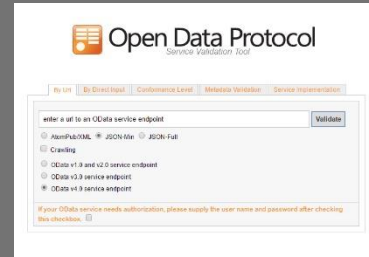 Open Data Protocol
Service Validation Tool
By Uri By Direct Input Conformance Level Metadata Validation Service Implementation
enter a url to an OData service endpoint Validate
AtomPub/XML JSON-Min JSON-Full
Crawling
OData v1.0 and v2.0 service endpoint
OData v3.0 service endpoint
OData v4.0 service endpoint
If your OData service needs authorization, please supply the user name and password after checking
this checkbox.